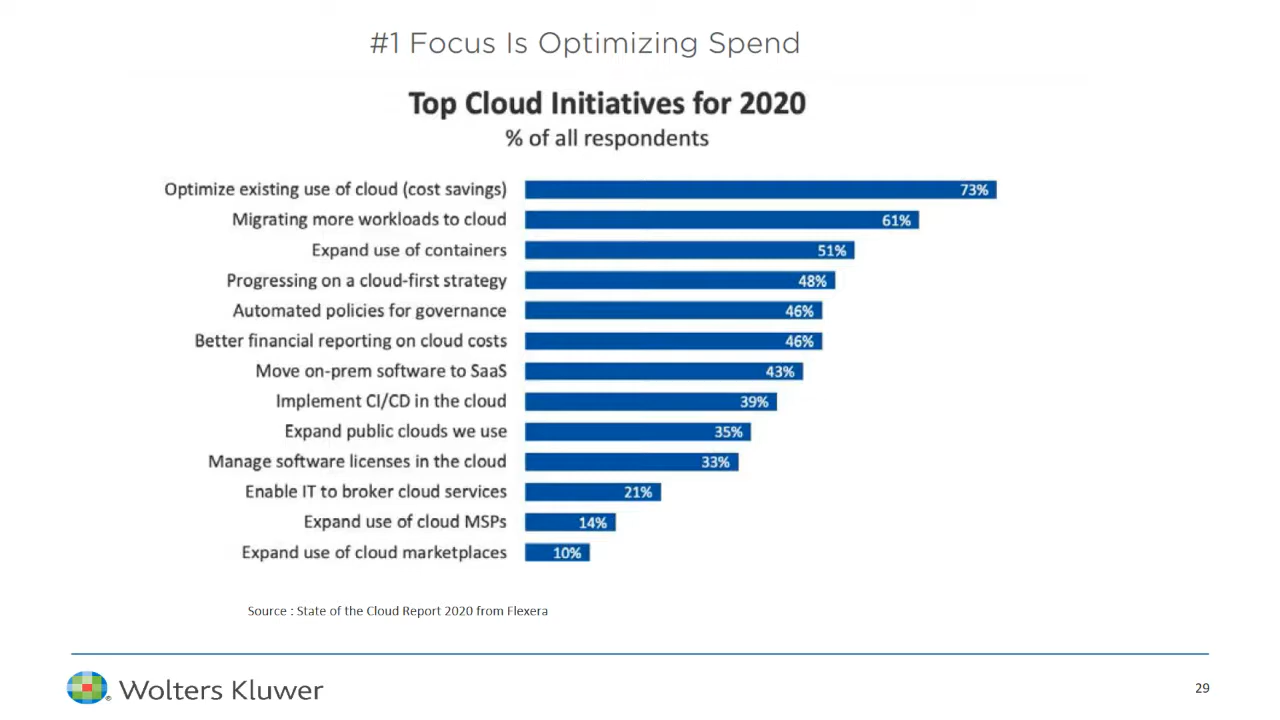 #1 Focus Is Optimizing Spend
Top Cloud Initiatives for 2020
% of all respondents
Optimize existing use of cloud (cost savings) 73%
Migrating more workloads to cloud 61%
Expand use of containers 51%
Progressing on a cloud-first strategy 48%
Automated policies for governance 46%
Better financial reporting on cloud costs 46%
Move on-prem software to SaaS 43%
Implement CI/CD in the cloud 39%
Expand public clouds we use 35%
Manage software licenses in the cloud 33%
Enable IT to broker cloud services 21%
Expand use of cloud MSPs 14%
Expand use of cloud marketplaces 10%
Source : State of the Cloud Report 2020 from Flexera
® Wolters Kluwer
29